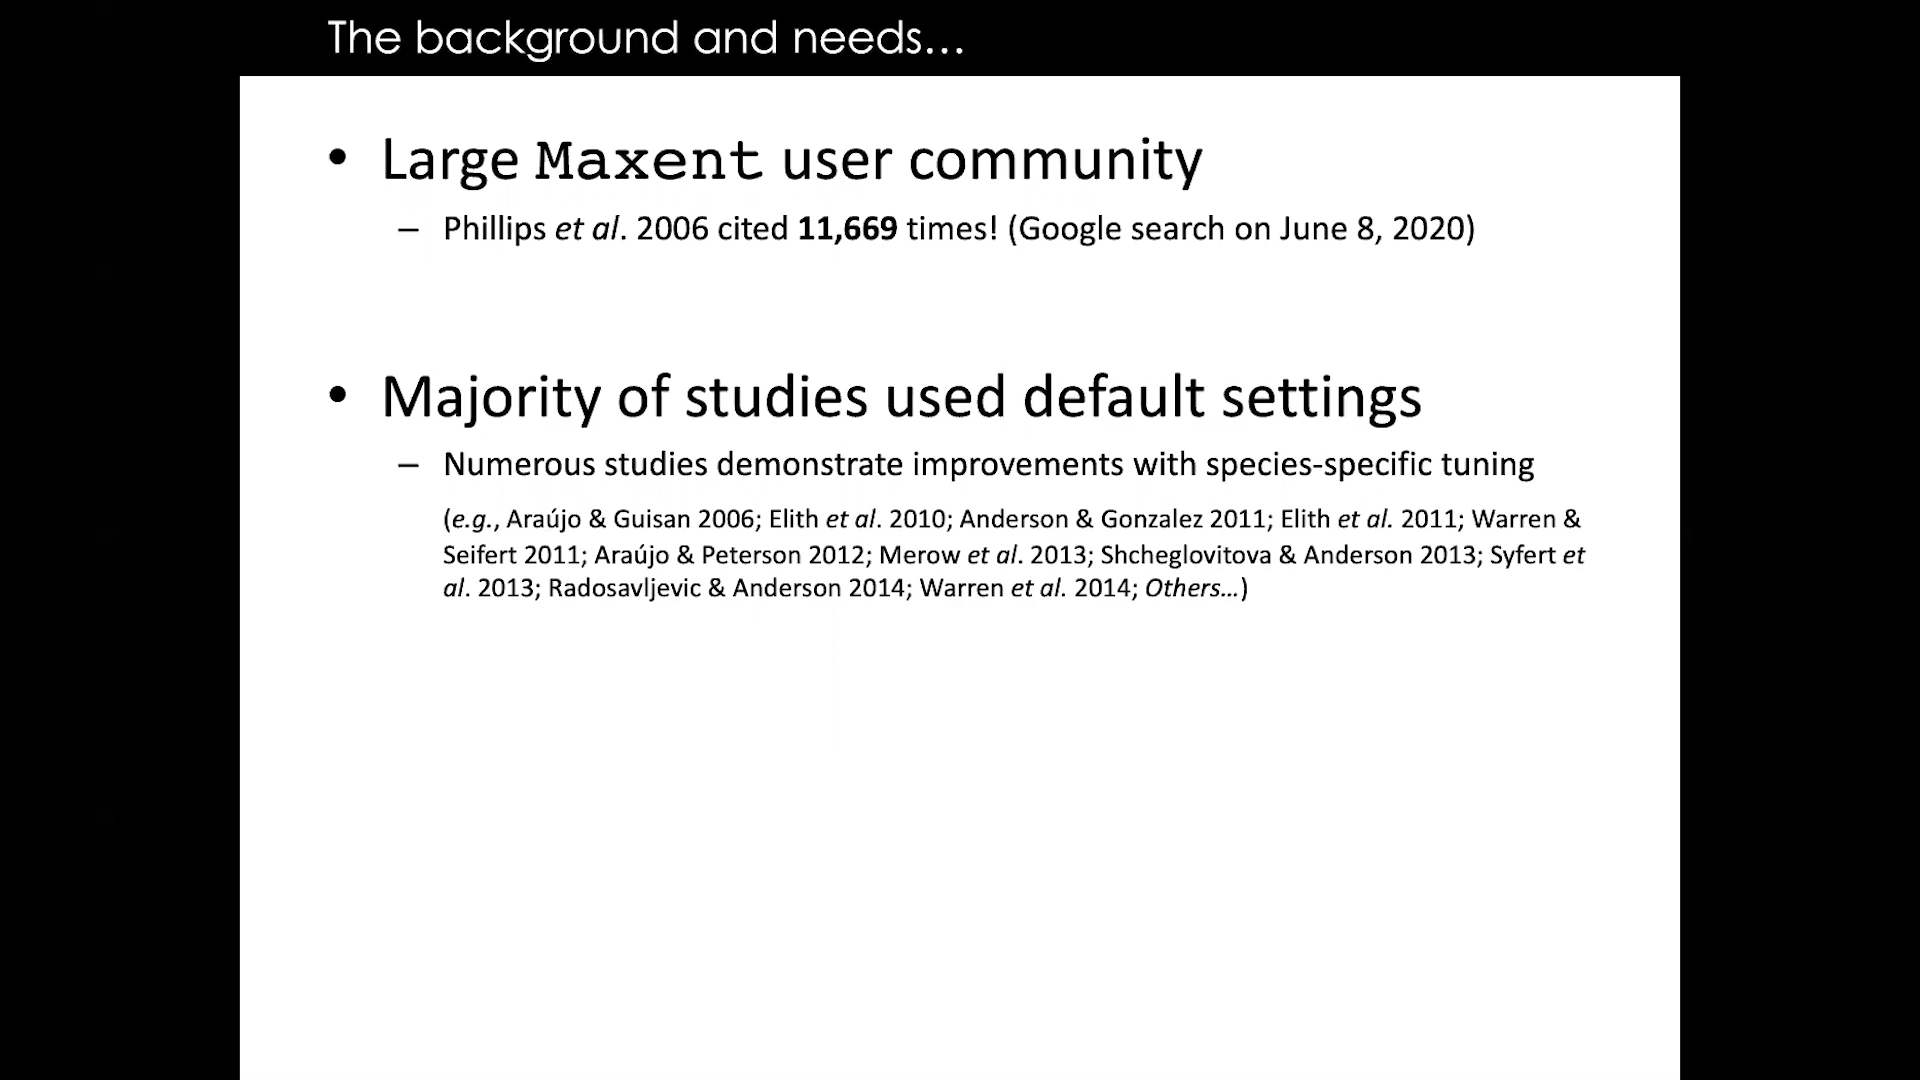 The background and needs…
• Large Maxent user community
– Phillips et al. 2006 cited 11,669 times! (Google search on June 8, 2020)
• Majority of studies used default settings
– Numerous studies demonstrate improvements with species-specific tuning
(e.g., Araújo & Guisan 2006; Elith et al. 2010; Anderson & Gonzalez 2011; Elith et al. 2011; Warren &
Seifert 2011; Araújo & Peterson 2012; Merow et al. 2013; Shcheglovitova & Anderson 2013; Syfert et
al. 2013; Radosavljevic & Anderson 2014; Warren et al. 2014; Others…)